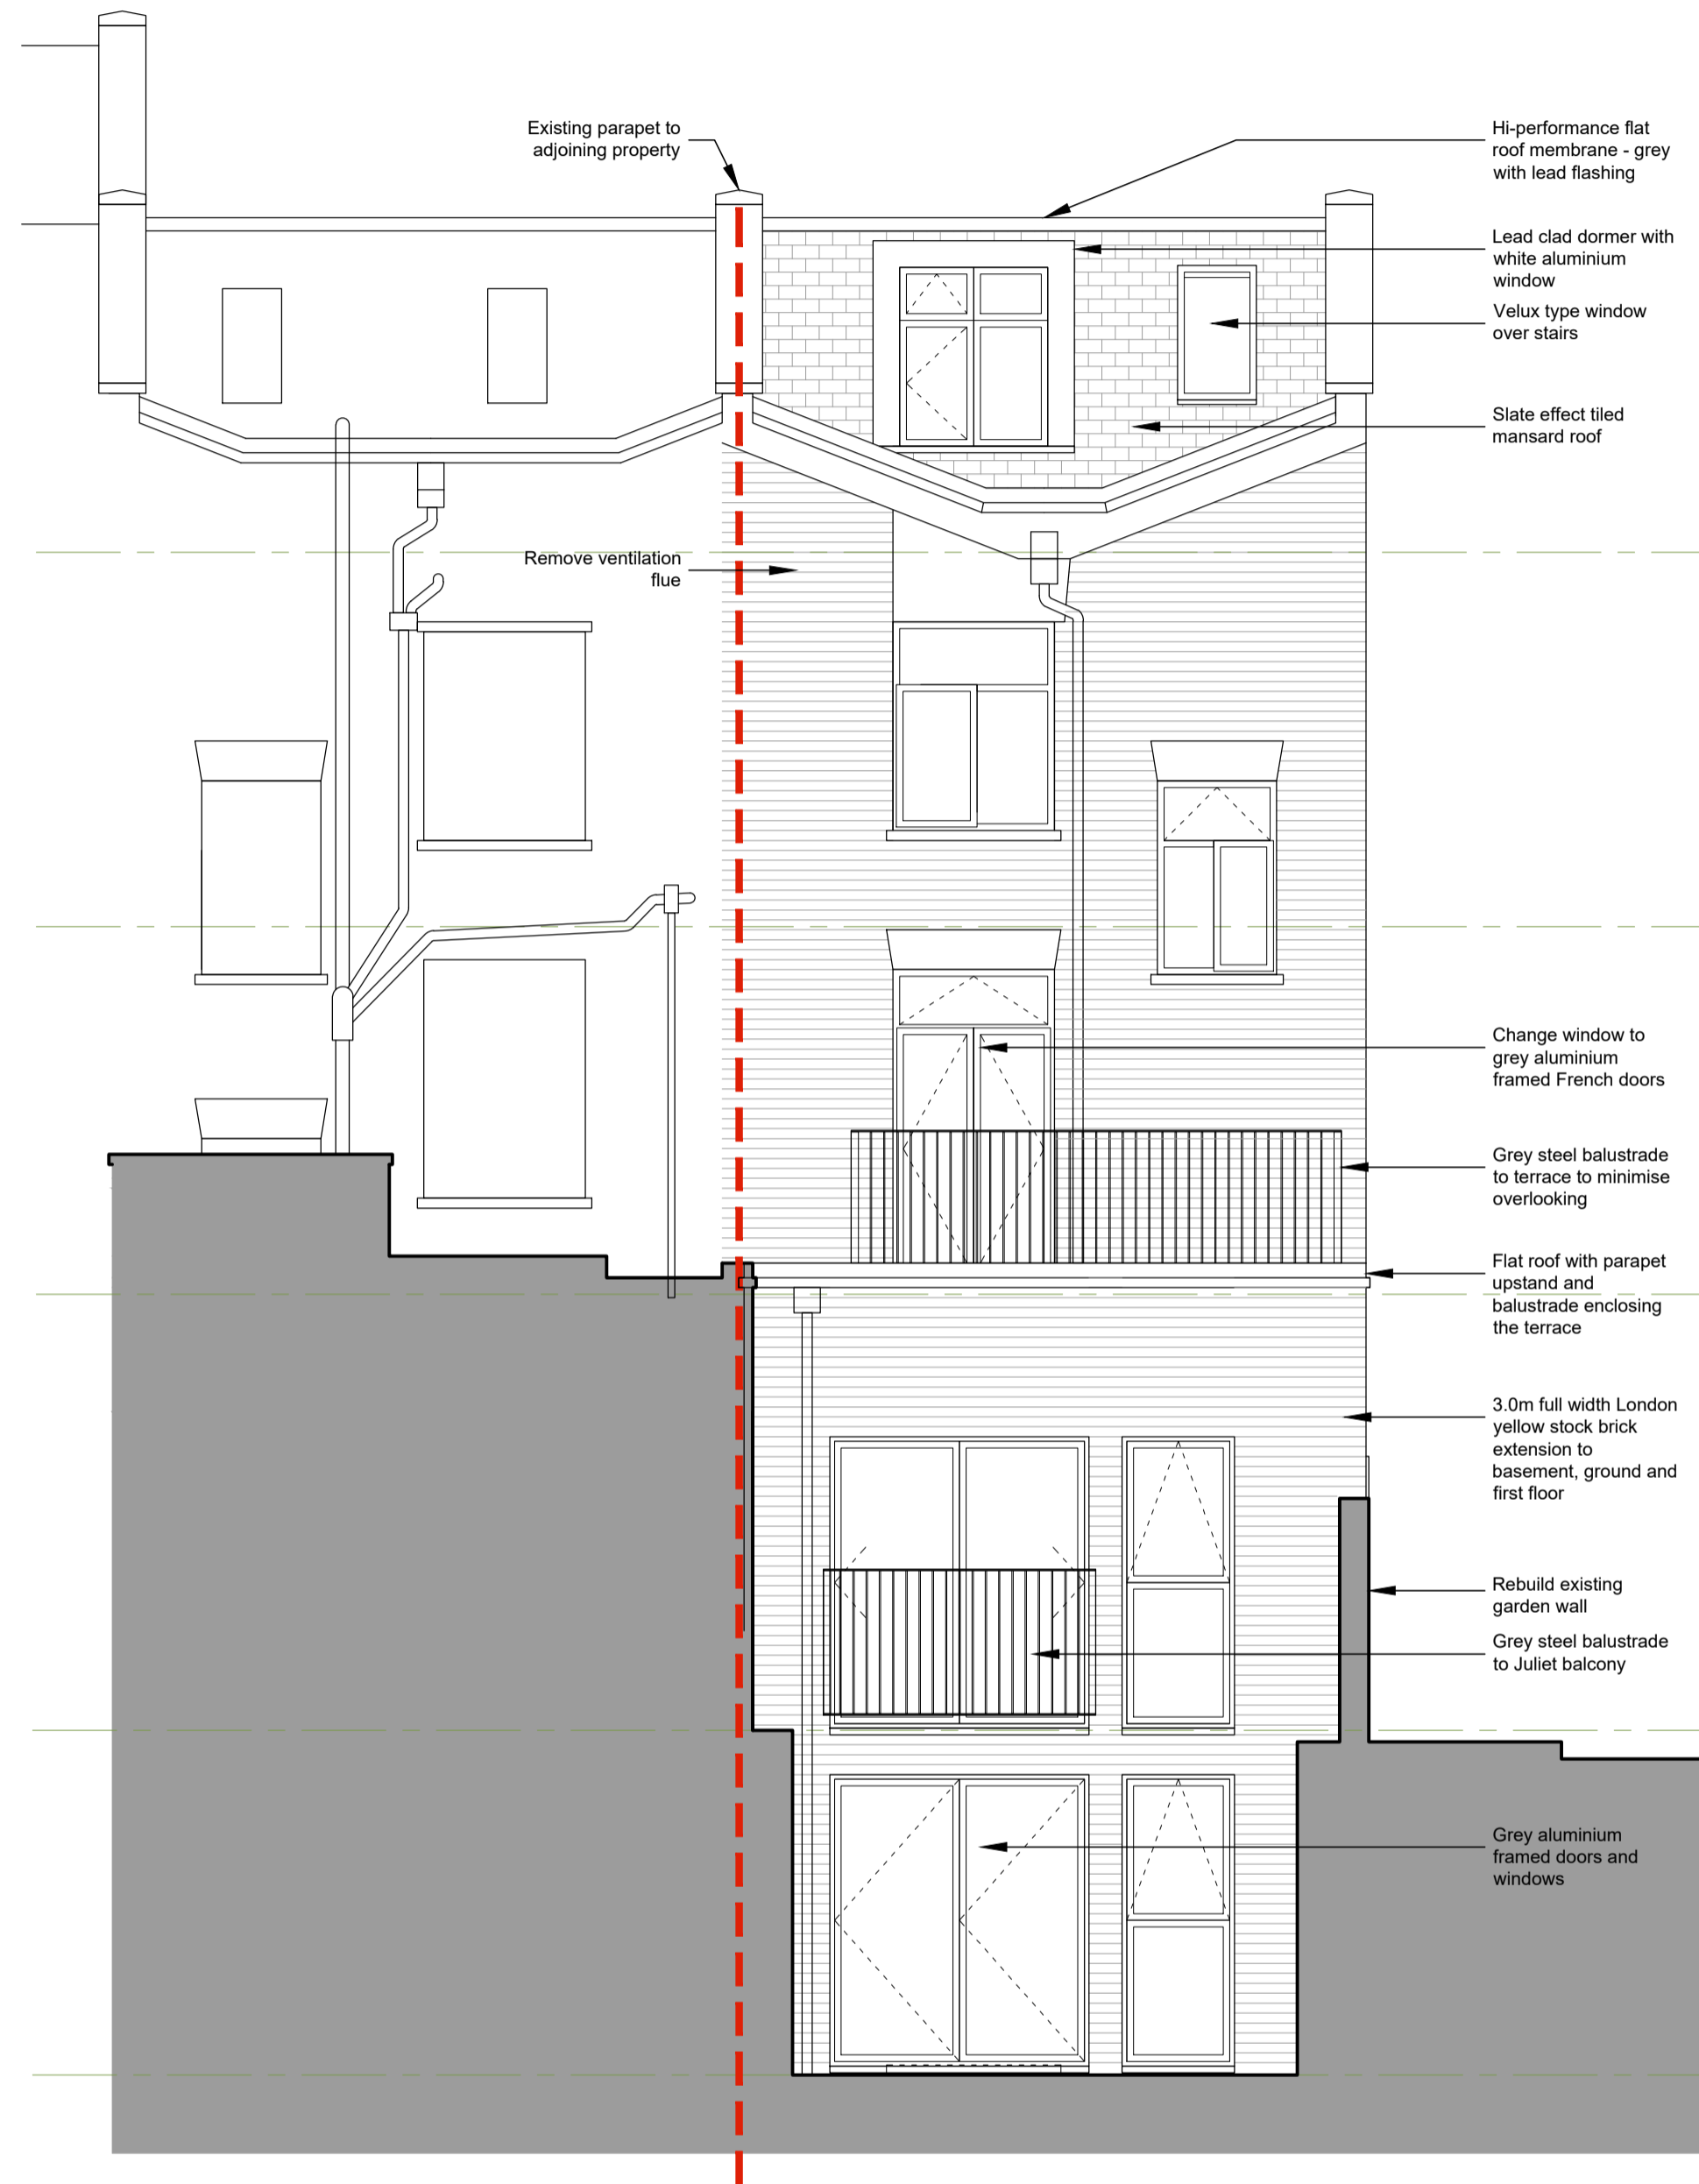 Existing parapet to
adjoining property
Hi-performance flat
roof membrane - grey
with lead flashing
Lead clad dormer with
white aluminium
window
Velux type window
over stairs
Slate effect tiled
mansard roof
Remove ventilation
flue
Change window to
grey aluminium
framed French doors
Grey steel balustrade
to terrace to minimise
overlooking
Flat roof with parapet
upstand and
balustrade enclosing
the terrace
3.0m full width London
yellow stock brick
extension to
basement, ground and
first floor
Rebuild existing
garden wall
Grey steel balustrade
to Juliet balcony
Grey aluminium
framed doors and
windows